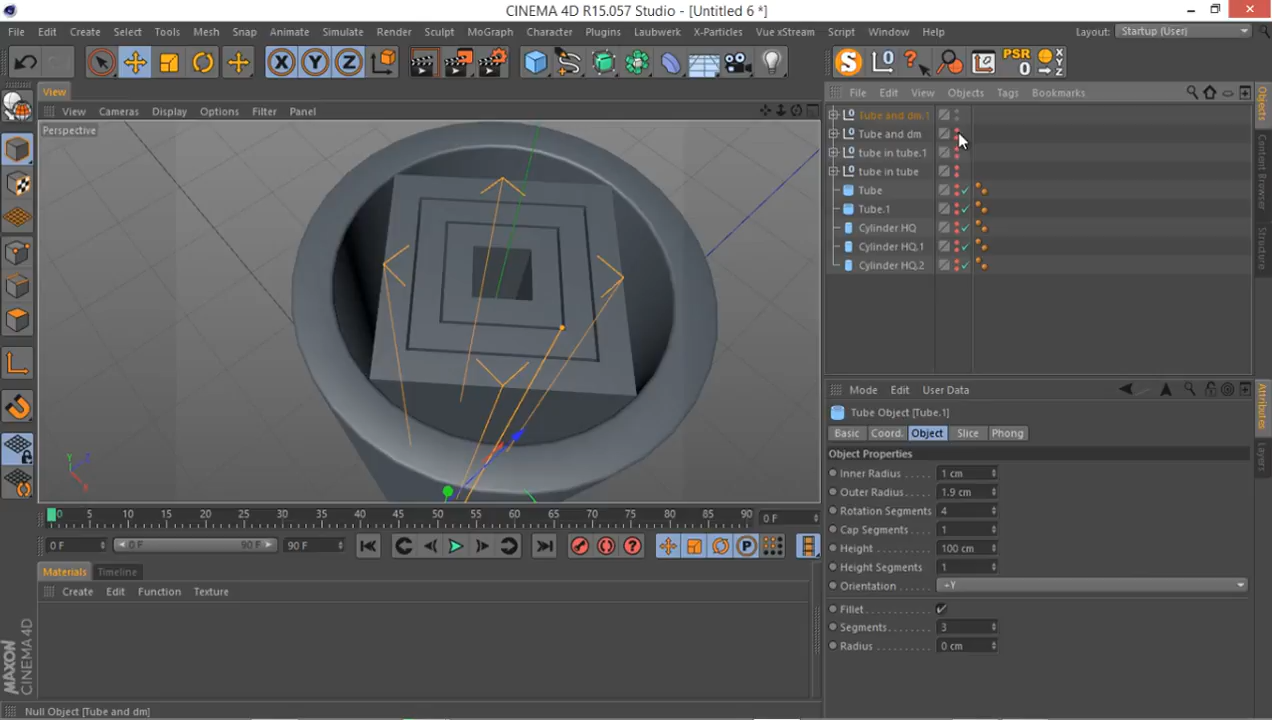 CINEMA 4D R15.057 Studio - [Untitled 6 *]
File Edit Create Select Tools Mesh Snap Animate Simulate Render Sculpt MoGraph Character Plugins Laubwerk X-Particles Vue xStream Script Window Help Layout: Startup (User)
X Y Z S 0 PSR 0 X Y Z
View
View Cameras Display Options Filter Panel
Perspective
Y Z X
File Edit View Objects Tags Bookmarks
Tube and dm.1
Tube and dm
tube in tube.1
tube in tube
Tube
Tube.1
Cylinder HQ
Cylinder HQ.1
Cylinder HQ.2
Objects
Content Browser
Structure
Mode Edit User Data
Tube Object [Tube.1]
Basic Coord. Object Slice Phong
Object Properties
Inner Radius 1 cm
Outer Radius 1.9 cm
Rotation Segments 4
Cap Segments 1
Height 100 cm
Height Segments 1
Orientation +Y
Fillet
Segments 3
Radius 0 cm
Attributes
Layers
0 5 10 15 20 25 30 35 40 45 50 55 60 65 70 75 80 85 90 0 F
0 F 0 F 90 F 90 F P
Materials Timeline
Create Edit Function Texture
MAXON CINEMA 4D
Null Object [Tube and dm]